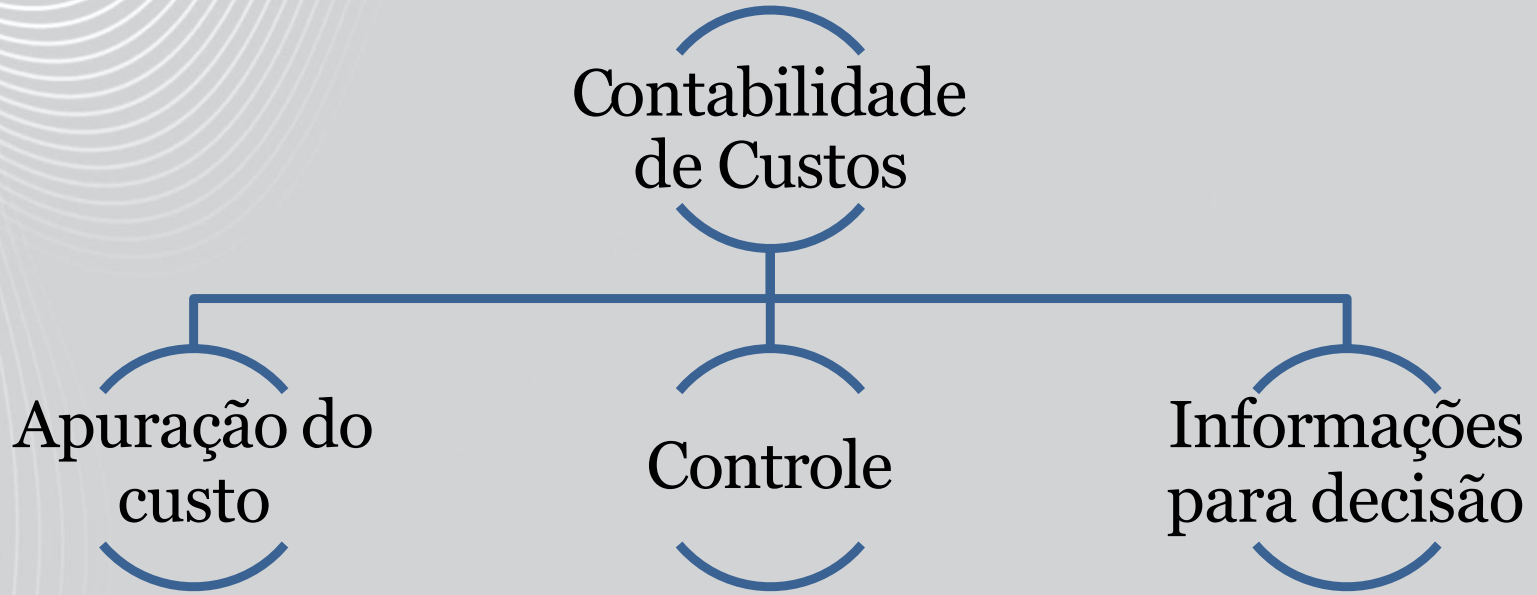 Contabilidade
de Custos
Apuração do
custo
Controle
Informações
para decisão